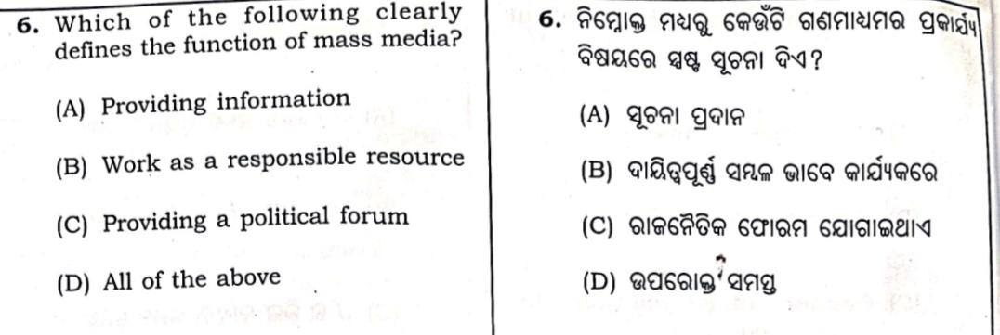 6. Which of the following clearly
defines the function of mass media?
(A) Providing information
(B) Work as a responsible resource
(C) Providing a political forum
(D) All of the above
6. ନିମ୍ନୋକ୍ତ ମଧ୍ୟରୁ କେଉଁଟି ଗଣମାଧ୍ୟମର ପ୍ରକାର୍ଯ୍ୟ
ବିଷୟରେ ସ୍ପଷ୍ଟ ସୂଚନା ଦିଏ?
(A) ସୂଚନା ପ୍ରଦାନ
(B) ଦାୟିତ୍ୱପୂର୍ଣ୍ଣ ସମ୍ବଳ ଭାବେ କାର୍ଯ୍ୟକରେ
(C) ରାଜନୈତିକ ଫୋରମ ଯୋଗାଇଥାଏ
(D) ଉପରୋକ୍ତ ସମସ୍ତ